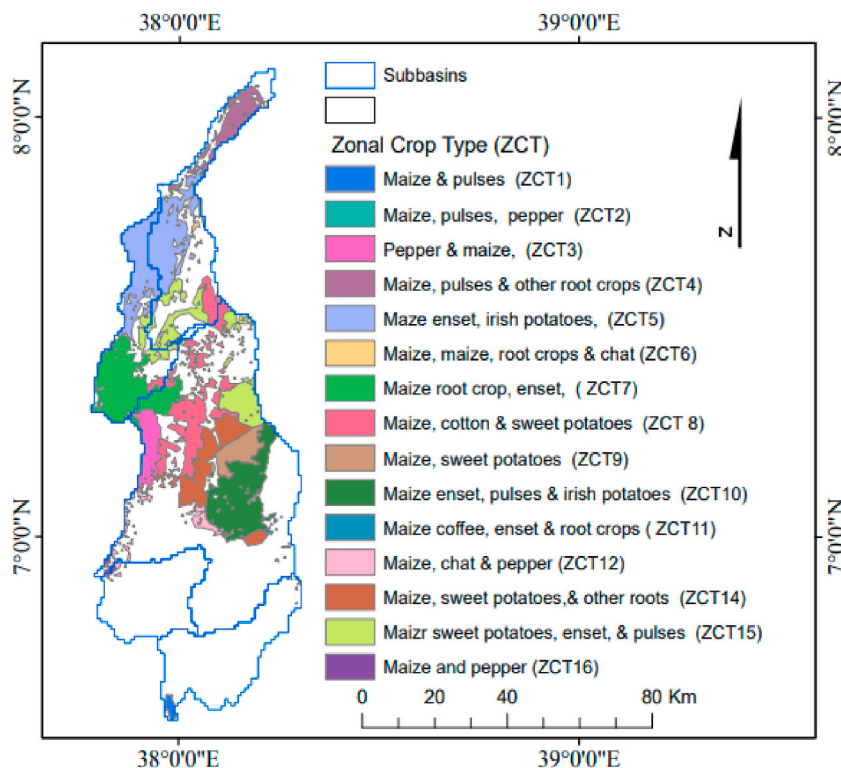 38°0'0"E 39°0'0"E
8°0'0"N
7°0'0"N
Subbasins
Zonal Crop Type (ZCT)
Maize & pulses (ZCT1)
Maize, pulses, pepper (ZCT2)
Pepper & maize, (ZCT3)
Maize, pulses & other root crops (ZCT4)
Maze enset, irish potatoes, (ZCT5)
Maize, maize, root crops & chat (ZCT6)
Maize root crop, enset, ( ZCT7)
Maize, cotton & sweet potatoes (ZCT 8)
Maize, sweet potatoes (ZCT9)
Maize enset, pulses & irish potatoes (ZCT10)
Maize coffee, enset & root crops ( ZCT11)
Maize, chat & pepper (ZCT12)
Maize, sweet potatoes,& other roots (ZCT14)
Maizr sweet potatoes, enset, & pulses (ZCT15)
Maize and pepper (ZCT16)
0 20 40 80 Km
N
8°0'0"N
7°0'0"N
38°0'0"E 39°0'0"E